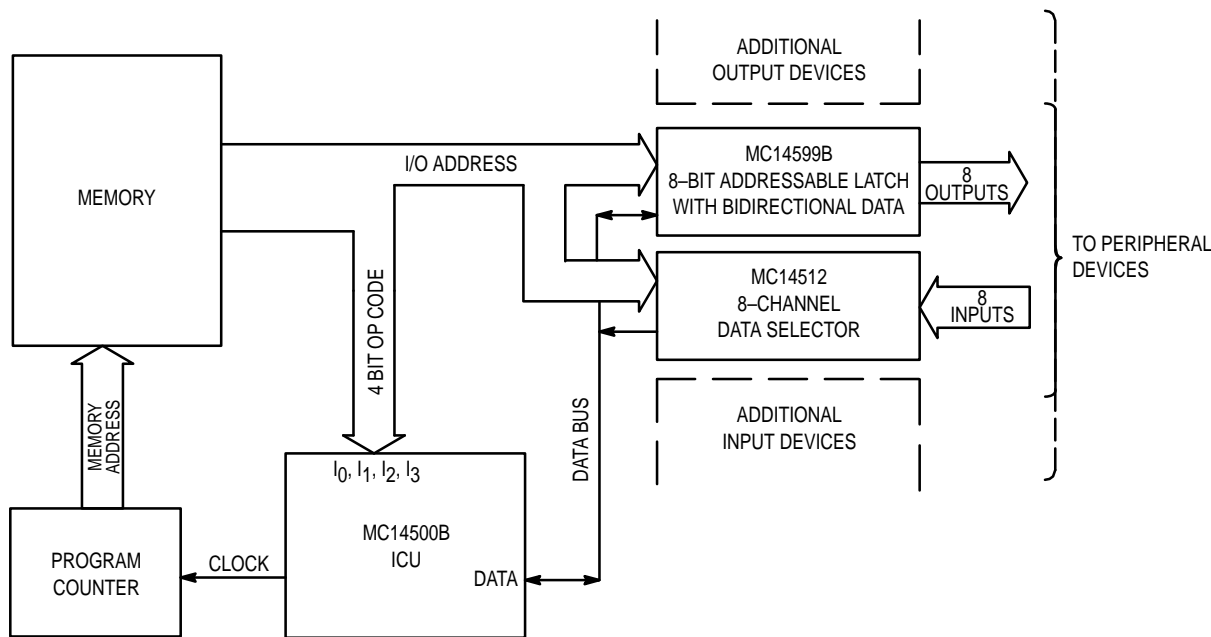 ADDITIONAL
OUTPUT DEVICES
MEMORY
I/O ADDRESS
MC14599B
8–BIT ADDRESSABLE LATCH
WITH BIDIRECTIONAL DATA
8
OUTPUTS
TO PERIPHERAL
DEVICES
MC14512
8–CHANNEL
DATA SELECTOR
8
INPUTS
4 BIT OP CODE
DATA BUS
MEMORY
ADDRESS
ADDITIONAL
INPUT DEVICES
I0, I1, I2, I3
MC14500B
ICU
DATA
CLOCK
PROGRAM
COUNTER